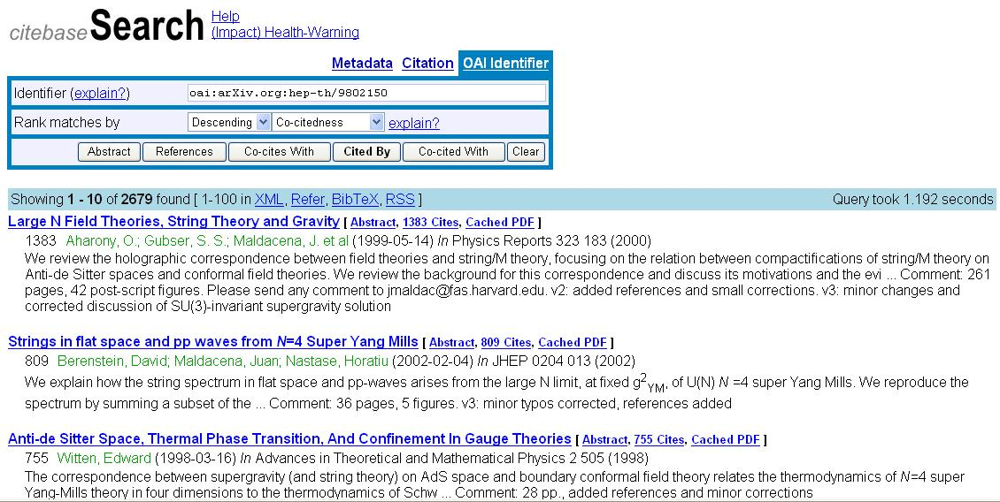 citebaseSearch Help
(Impact) Health-Warning
Metadata Citation OAI Identifier
Identifier (explain?) oai:arXiv.org:hep-th/9802150
Rank matches by Descending Co-citedness explain?
Abstract References Co-cites With Cited By Co-cited With Clear
Showing 1 - 10 of 2679 found [ 1-100 in XML, Refer, BibTeX, RSS ] Query took 1.192 seconds
Large N Field Theories, String Theory and Gravity [ Abstract, 1383 Cites, Cached PDF ]
1383 Aharony, O.; Gubser, S. S.; Maldacena, J. et al (1999-05-14) In Physics Reports 323 183 (2000)
We review the holographic correspondence between field theories and string/M theory, focusing on the relation between compactifications of string/M theory on
Anti-de Sitter spaces and conformal field theories. We review the background for this correspondence and discuss its motivations and the evi ... Comment: 261
pages, 42 post-script figures. Please send any comment to jmaldac@fas.harvard.edu. v2: added references and small corrections. v3: minor changes and
corrected discussion of SU(3)-invariant supergravity solution
Strings in flat space and pp waves from N=4 Super Yang Mills [ Abstract, 809 Cites, Cached PDF ]
809 Berenstein, David; Maldacena, Juan; Nastase, Horatiu (2002-02-04) In JHEP 0204 013 (2002)
We explain how the string spectrum in flat space and pp-waves arises from the large N limit, at fixed g2YM, of U(N) N =4 super Yang Mills. We reproduce the
spectrum by summing a subset of the ... Comment: 36 pages, 5 figures. v3: minor typos corrected, references added
Anti-de Sitter Space, Thermal Phase Transition, And Confinement In Gauge Theories [ Abstract, 755 Cites, Cached PDF ]
755 Witten, Edward (1998-03-16) In Advances in Theoretical and Mathematical Physics 2 505 (1998)
The correspondence between supergravity (and string theory) on AdS space and boundary conformal field theory relates the thermodynamics of N=4 super
Yang-Mills theory in four dimensions to the thermodynamics of Schw ... Comment: 28 pp., added references and minor corrections